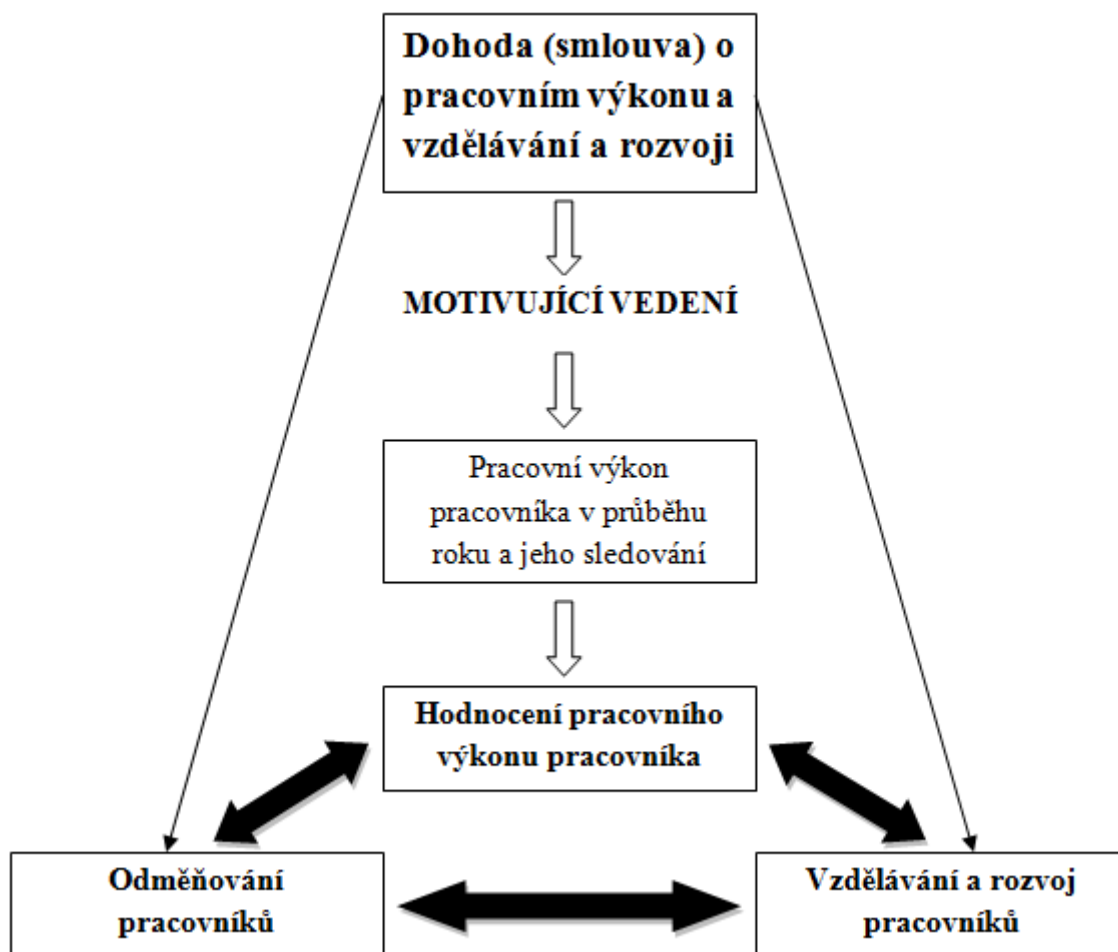 Dohoda (smlouva) o
pracovním výkonu a
vzdělávání a rozvoji
MOTIVUJÍCÍ VEDENÍ
Pracovní výkon
pracovníka v průběhu
roku a jeho sledování
Hodnocení pracovního
výkonu pracovníka
Odměňování
pracovníků
Vzdělávání a rozvoj
pracovníků